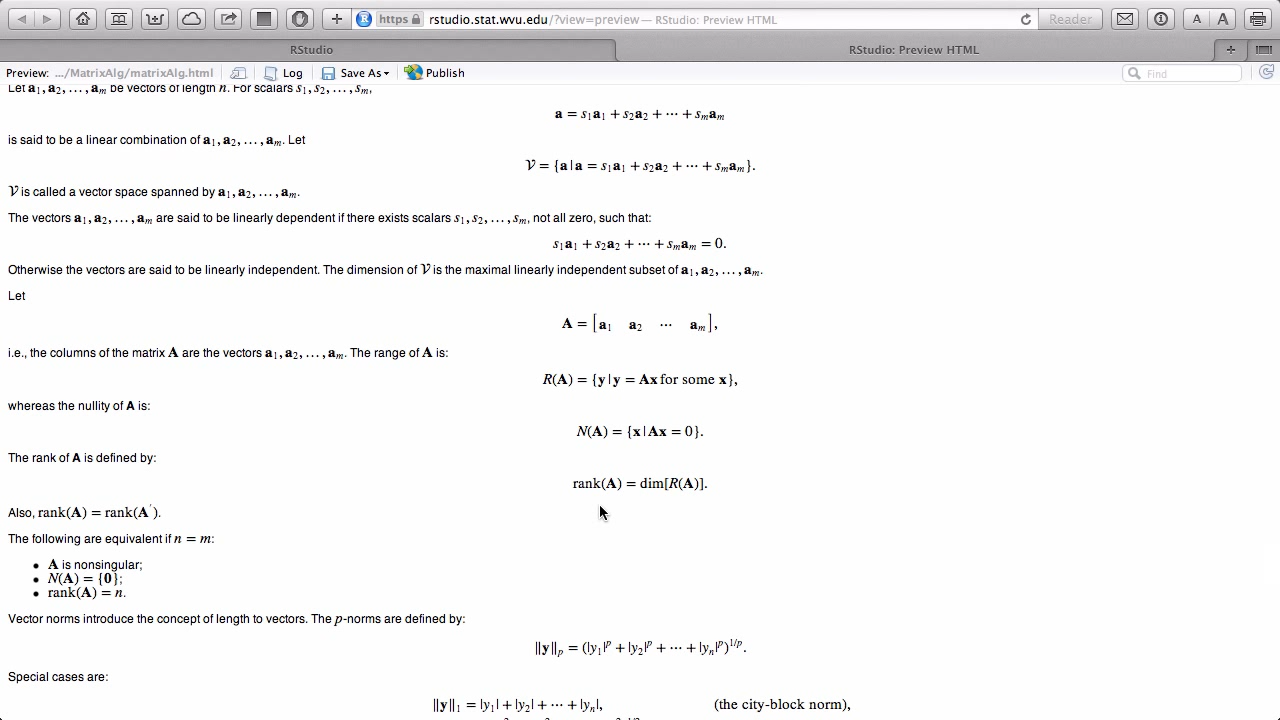 https rstudio.stat.wvu.edu/?view=preview — RStudio: Preview HTML Reader A A
RStudio RStudio: Preview HTML +
Preview: .../MatrixAlg/matrixAlg.html Log Save As Publish Find
Let a₁, a₂, …, aₘ be vectors of length n. For scalars s₁, s₂, …, sₘ,
a = s₁a₁ + s₂a₂ + ⋯ + sₘaₘ
is said to be a linear combination of a₁, a₂, …, aₘ. Let
𝒱 = {a | a = s₁a₁ + s₂a₂ + ⋯ + sₘaₘ}.
𝒱 is called a vector space spanned by a₁, a₂, …, aₘ.
The vectors a₁, a₂, …, aₘ are said to be linearly dependent if there exists scalars s₁, s₂, …, sₘ, not all zero, such that:
s₁a₁ + s₂a₂ + ⋯ + sₘaₘ = 0.
Otherwise the vectors are said to be linearly independent. The dimension of 𝒱 is the maximal linearly independent subset of a₁, a₂, …, aₘ.
Let
A = [a₁ a₂ ⋯ aₘ],
i.e., the columns of the matrix A are the vectors a₁, a₂, …, aₘ. The range of A is:
R(A) = {y | y = Ax for some x},
whereas the nullity of A is:
N(A) = {x | Ax = 0}.
The rank of A is defined by:
rank(A) = dim[R(A)].
Also, rank(A) = rank(A′).
The following are equivalent if n = m:
• A is nonsingular;
• N(A) = {0};
• rank(A) = n.
Vector norms introduce the concept of length to vectors. The p-norms are defined by:
‖y‖ₚ = (|y₁|ᵖ + |y₂|ᵖ + ⋯ + |yₙ|ᵖ)¹/ᵖ.
Special cases are:
‖y‖₁ = |y₁| + |y₂| + ⋯ + |yₙ|, (the city-block norm),